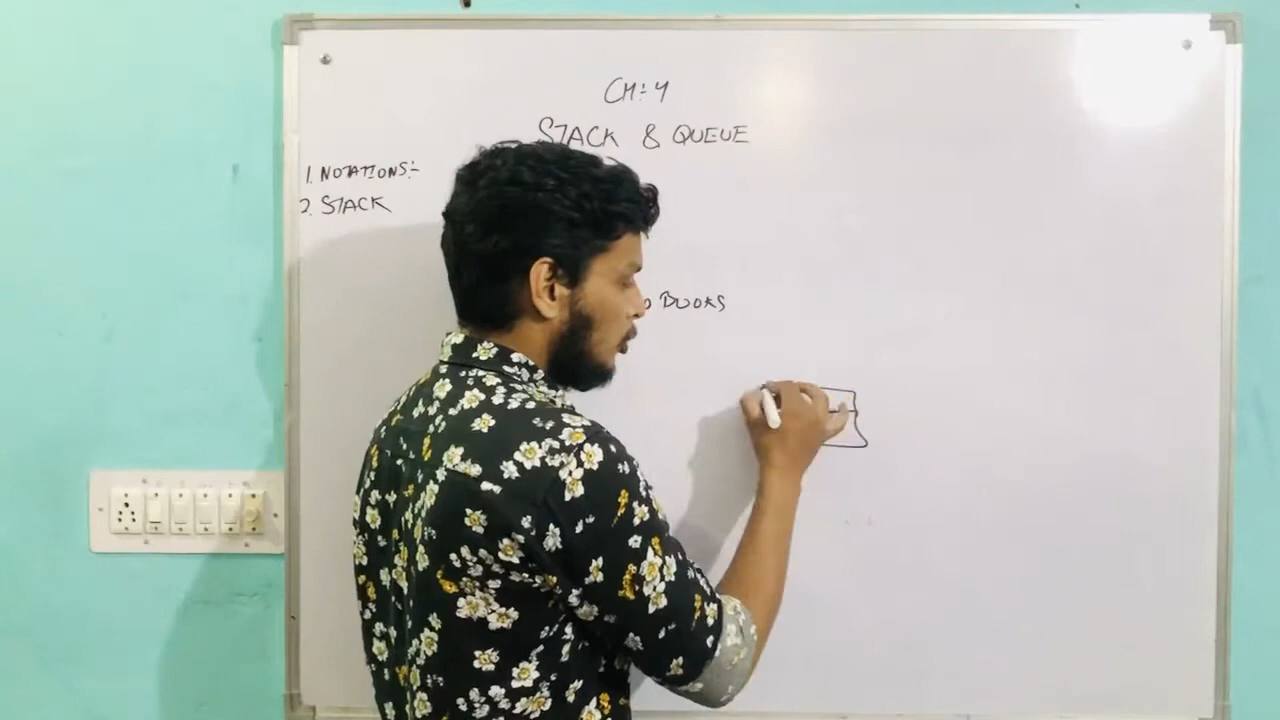 CH:4
STACK & QUEUE
1. NOTATIONS:-
2. STACK
BOOKS